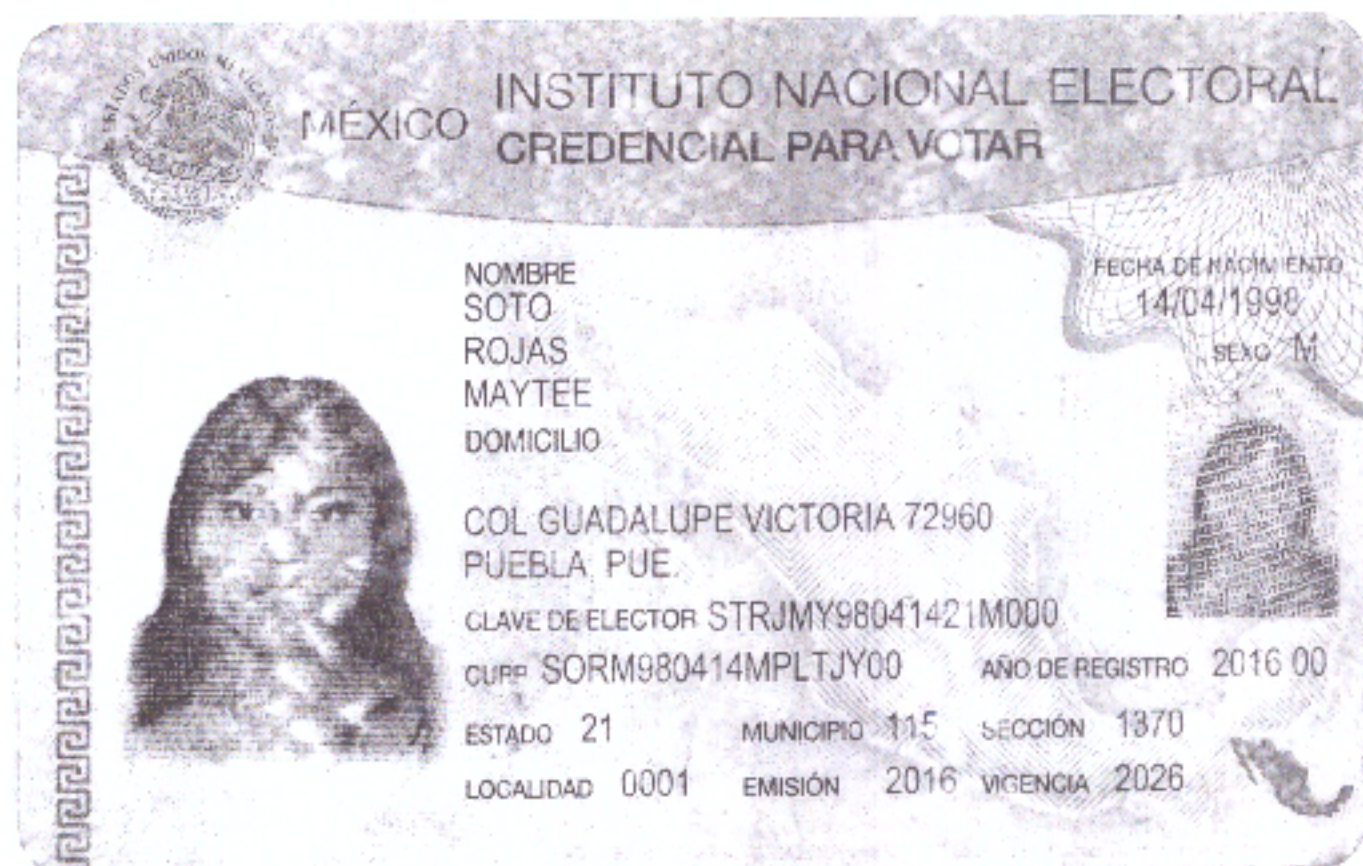 MÉXICO
INSTITUTO NACIONAL ELECTORAL
CREDENCIAL PARA VOTAR
NOMBRE
SOTO
ROJAS
MAYTEE
FECHA DE NACIMIENTO
14/04/1998
SEXO M
DOMICILIO
COL GUADALUPE VICTORIA 72960
PUEBLA PUE.
CLAVE DE ELECTOR STRJMY98041421M000
CURP SORM980414MPLTJY00 AÑO DE REGISTRO 2016 00
ESTADO 21 MUNICIPIO 115 SECCIÓN 1370
LOCALIDAD 0001 EMISIÓN 2016 VIGENCIA 2026